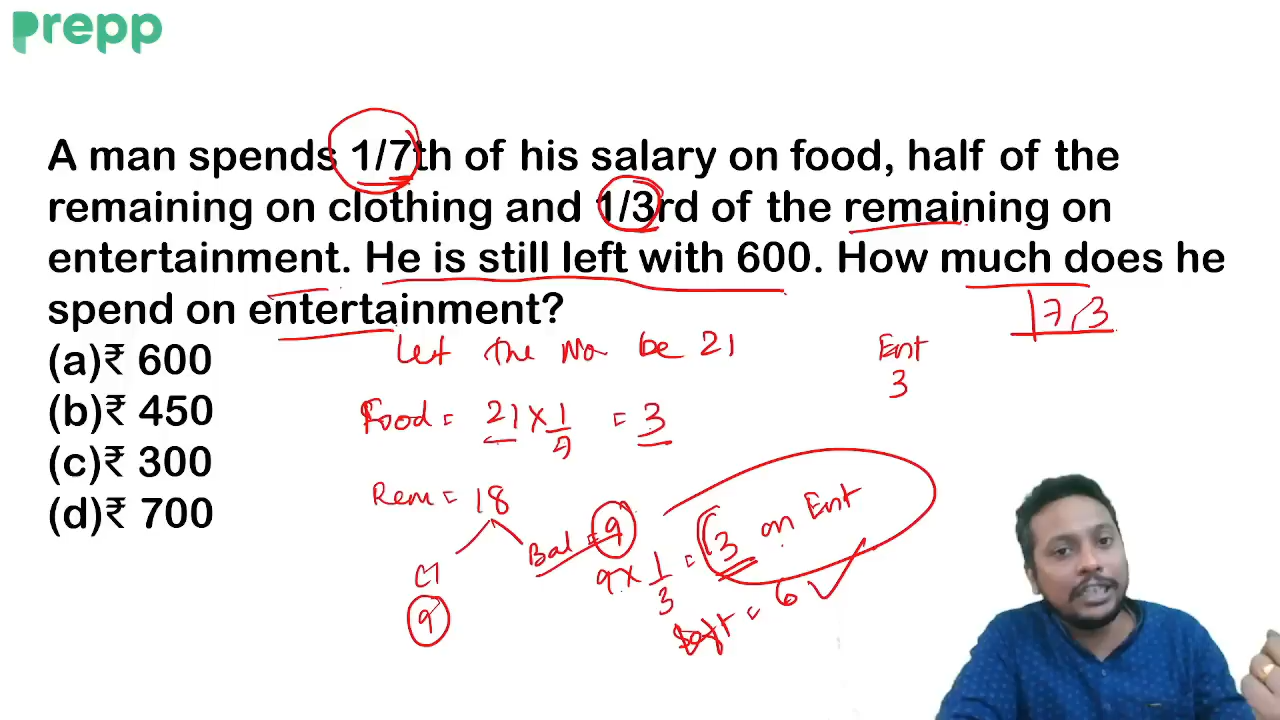 prepp
A man spends 1/7th of his salary on food, half of the
remaining on clothing and 1/3rd of the remaining on
entertainment. He is still left with 600. How much does he
spend on entertainment?
7,3
(a)₹ 600
Let the No be 21
Ent
3
(b)₹ 450
Food = 21 × 1/7 = 3
(c)₹ 300
Rem = 18
(d)₹ 700
Bal = 9
Cl
9
9 × 1/3 = 3 on Ent
= 6